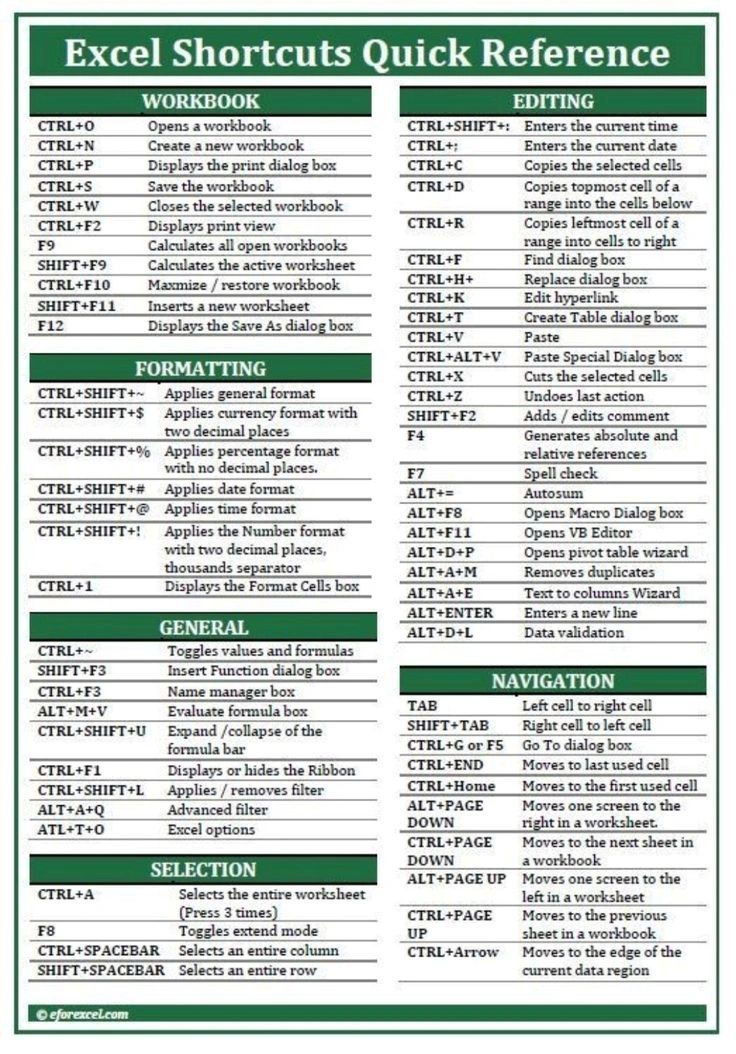 Excel Shortcuts Quick Reference
WORKBOOK
CTRL+O Opens a workbook
CTRL+N Create a new workbook
CTRL+P Displays the print dialog box
CTRL+S Save the workbook
CTRL+W Closes the selected workbook
CTRL+F2 Displays print view
F9 Calculates all open workbooks
SHIFT+F9 Calculates the active worksheet
CTRL+F10 Maxmize / restore workbook
SHIFT+F11 Inserts a new worksheet
F12 Displays the Save As dialog box
FORMATTING
CTRL+SHIFT+~ Applies general format
CTRL+SHIFT+$ Applies currency format with
two decimal places
CTRL+SHIFT+% Applies percentage format
with no decimal places.
CTRL+SHIFT+# Applies date format
CTRL+SHIFT+@ Applies time format
CTRL+SHIFT+! Applies the Number format
with two decimal places,
thousands separator
CTRL+1 Displays the Format Cells box
GENERAL
CTRL+~ Toggles values and formulas
SHIFT+F3 Insert Function dialog box
CTRL+F3 Name manager box
ALT+M+V Evaluate formula box
CTRL+SHIFT+U Expand /collapse of the
formula bar
CTRL+F1 Displays or hides the Ribbon
CTRL+SHIFT+L Applies / removes filter
ALT+A+Q Advanced filter
ATL+T+O Excel options
SELECTION
CTRL+A Selects the entire worksheet
(Press 3 times)
F8 Toggles extend mode
CTRL+SPACEBAR Selects an entire column
SHIFT+SPACEBAR Selects an entire row
EDITING
CTRL+SHIFT+: Enters the current time
CTRL+; Enters the current date
CTRL+C Copies the selected cells
CTRL+D Copies topmost cell of a
range into the cells below
CTRL+R Copies leftmost cell of a
range into cells to right
CTRL+F Find dialog box
CTRL+H+ Replace dialog box
CTRL+K Edit hyperlink
CTRL+T Create Table dialog box
CTRL+V Paste
CTRL+ALT+V Paste Special Dialog box
CTRL+X Cuts the selected cells
CTRL+Z Undoes last action
SHIFT+F2 Adds / edits comment
F4 Generates absolute and
relative references
F7 Spell check
ALT+= Autosum
ALT+F8 Opens Macro Dialog box
ALT+F11 Opens VB Editor
ALT+D+P Opens pivot table wizard
ALT+A+M Removes duplicates
ALT+A+E Text to columns Wizard
ALT+ENTER Enters a new line
ALT+D+L Data validation
NAVIGATION
TAB Left cell to right cell
SHIFT+TAB Right cell to left cell
CTRL+G or F5 Go To dialog box
CTRL+END Moves to last used cell
CTRL+Home Moves to the first used cell
ALT+PAGE Moves one screen to the
DOWN right in a worksheet.
CTRL+PAGE Moves to the next sheet in
DOWN a workbook
ALT+PAGE UP Moves one screen to the
left in a worksheet
CTRL+PAGE Moves to the previous
UP sheet in a workbook
CTRL+Arrow Moves to the edge of the
current data region
© eforexcel.com